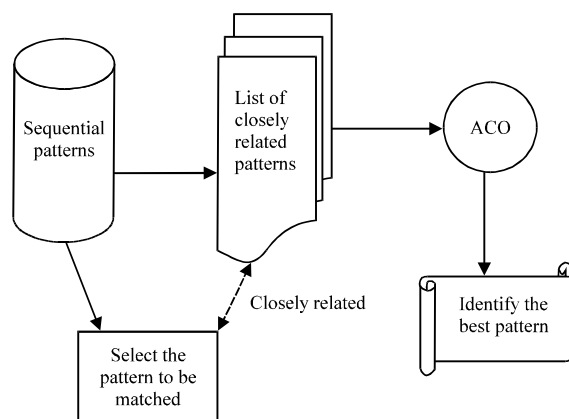 Sequential
patterns
List of
closely
related
patterns
ACO
Closely related
Identify the
best pattern
Select the
pattern to be
matched